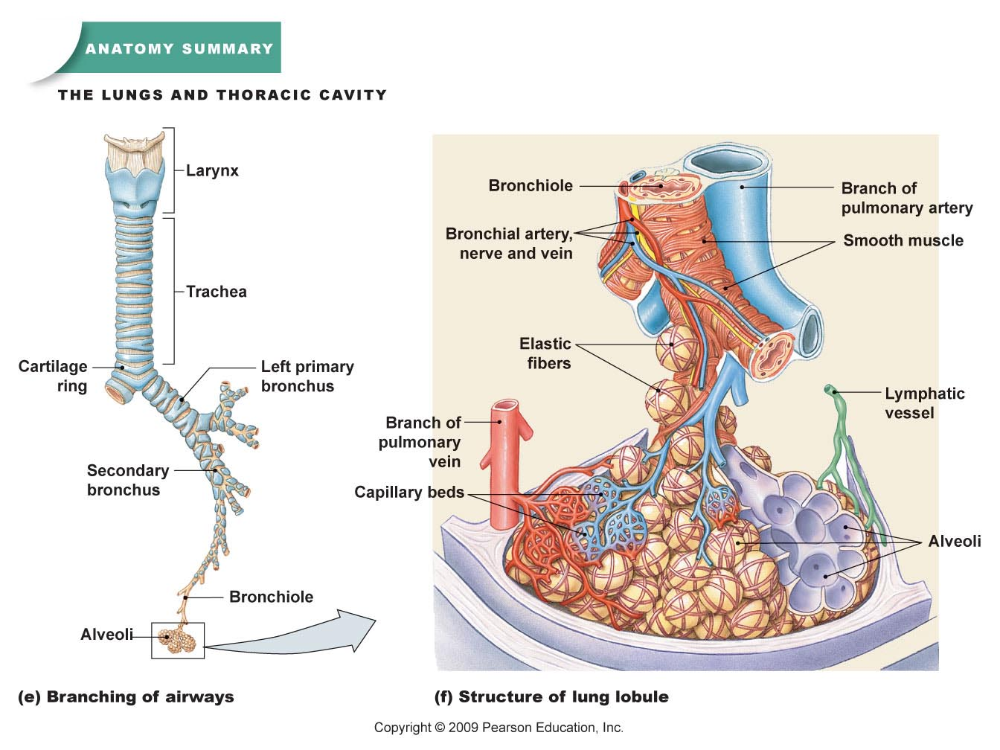 ANATOMY SUMMARY
THE LUNGS AND THORACIC CAVITY
Larynx
Trachea
Cartilage
ring
Left primary
bronchus
Secondary
bronchus
Bronchiole
Alveoli
(e) Branching of airways
Bronchiole
Branch of
pulmonary artery
Bronchial artery,
nerve and vein
Smooth muscle
Elastic
fibers
Lymphatic
vessel
Branch of
pulmonary
vein
Capillary beds
Alveoli
(f) Structure of lung lobule
Copyright © 2009 Pearson Education, Inc.